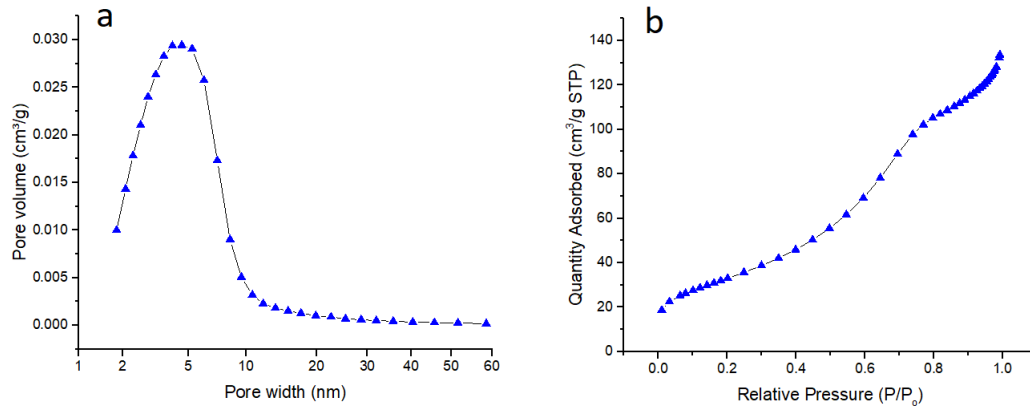 a
0.030
0.025
0.020
0.015
0.010
0.005
0.000
Pore volume (cm³/g)
1 2 5 10 20 30 40 50 60
Pore width (nm)
b
140
120
100
80
60
40
20
0
Quantity Adsorbed (cm³/g STP)
0.0 0.2 0.4 0.6 0.8 1.0
Relative Pressure (P/P₀)